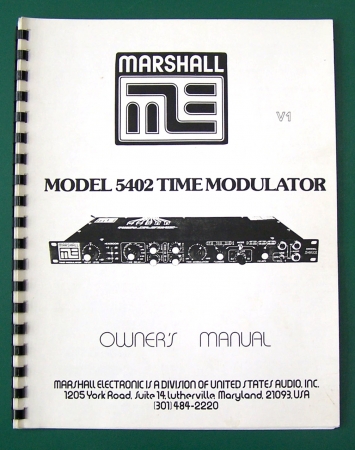 MARSHALL
V1
MODEL 5402 TIME MODULATOR
MARSHALL
OWNER'S MANUAL
MARSHALL ELECTRONIC IS A DIVISION OF UNITED STATES AUDIO, INC.
1205 York Road, Suite 14, Lutherville, Maryland, 21093, USA
(301) 484-2220